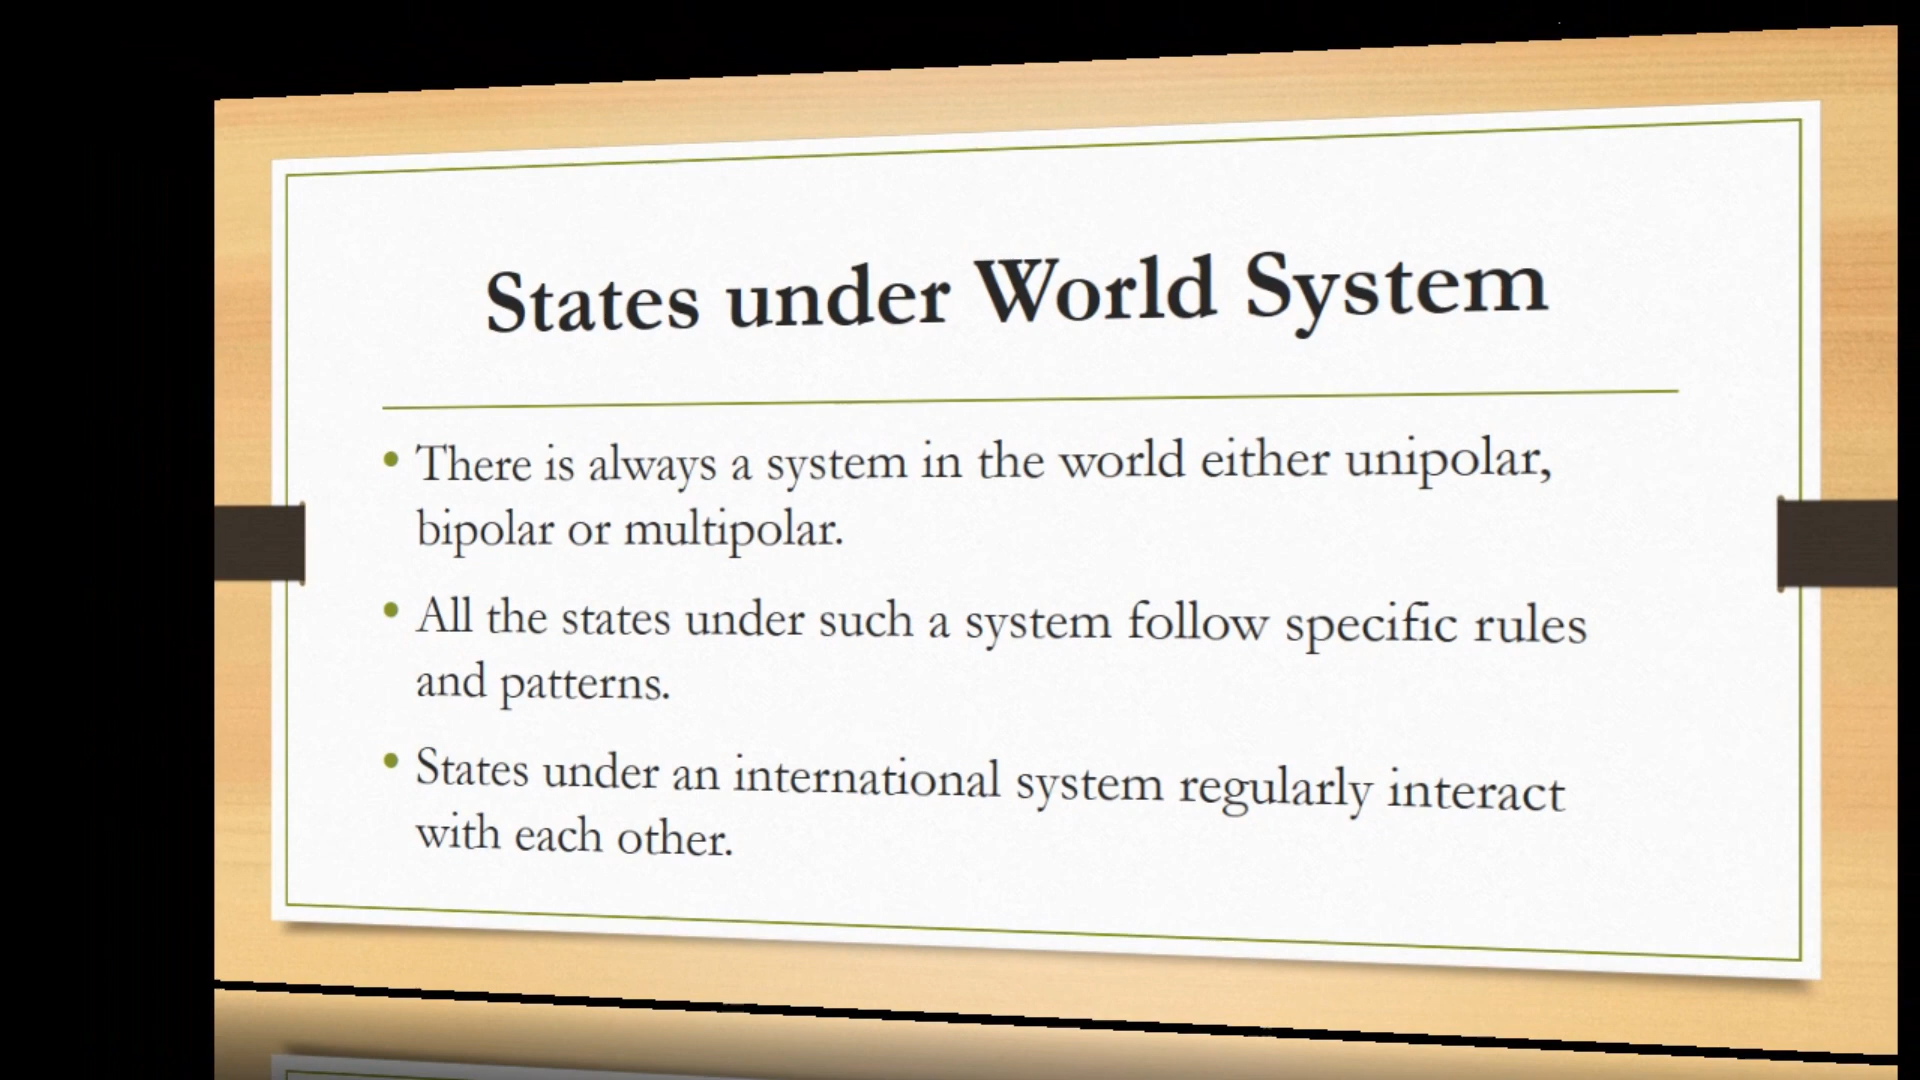 States under World System
• There is always a system in the world either unipolar,
bipolar or multipolar.
• All the states under such a system follow specific rules
and patterns.
• States under an international system regularly interact
with each other.